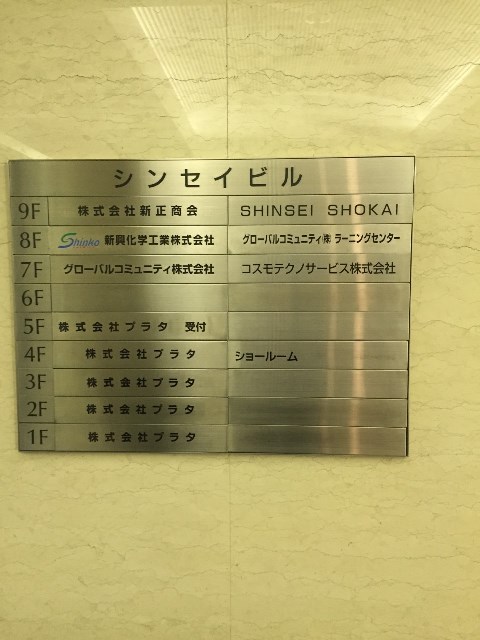 シンセイビル
9F 株式会社新正商会 SHINSEI SHOKAI
8F Shinko 新興化学工業株式会社 グローバルコミュニティ㈱ ラーニングセンター
7F グローバルコミュニティ株式会社 コスモテクノサービス株式会社
6F
5F 株式会社プラタ 受付
4F 株式会社プラタ ショールーム
3F 株式会社プラタ
2F 株式会社プラタ
1F 株式会社プラタ